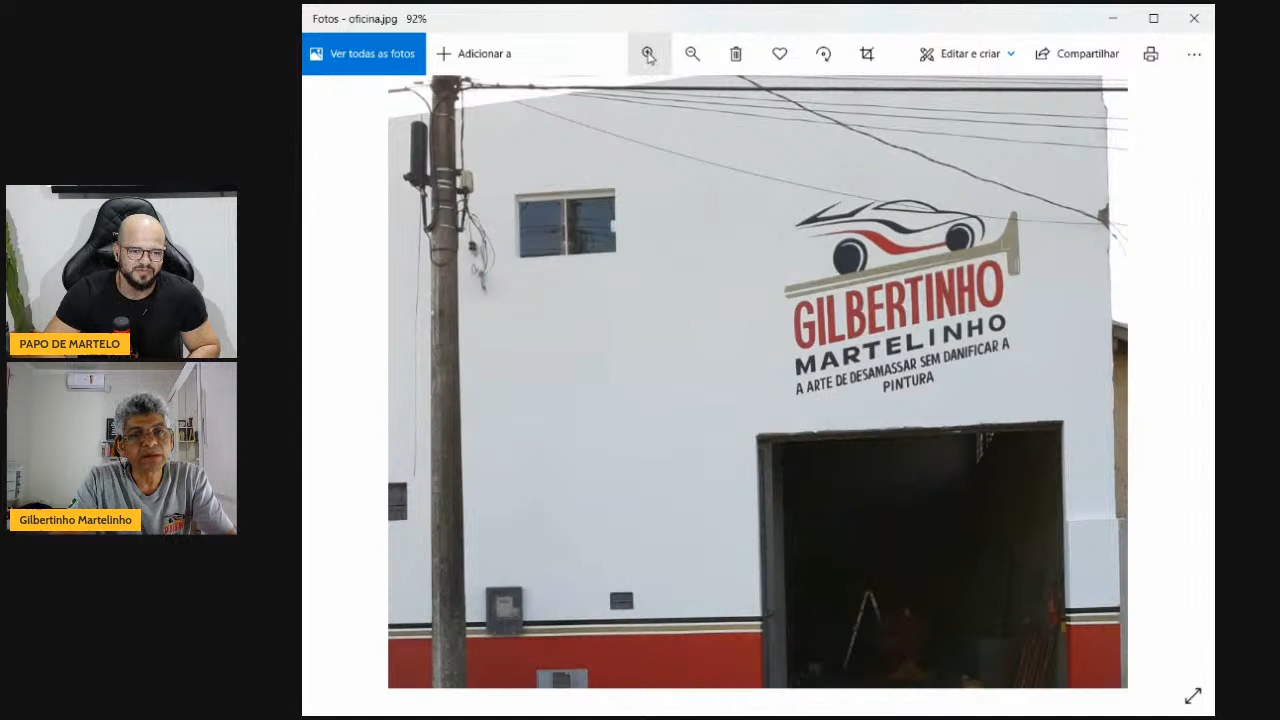 Fotos - oficina.jpg 92%
Ver todas as fotos
Adicionar a
Editar e criar
Compartilhar
PAPO DE MARTELO
Gilbertinho Martelinho
GILBERTINHO
MARTELINHO
A ARTE DE DESAMASSAR SEM DANIFICAR A
PINTURA